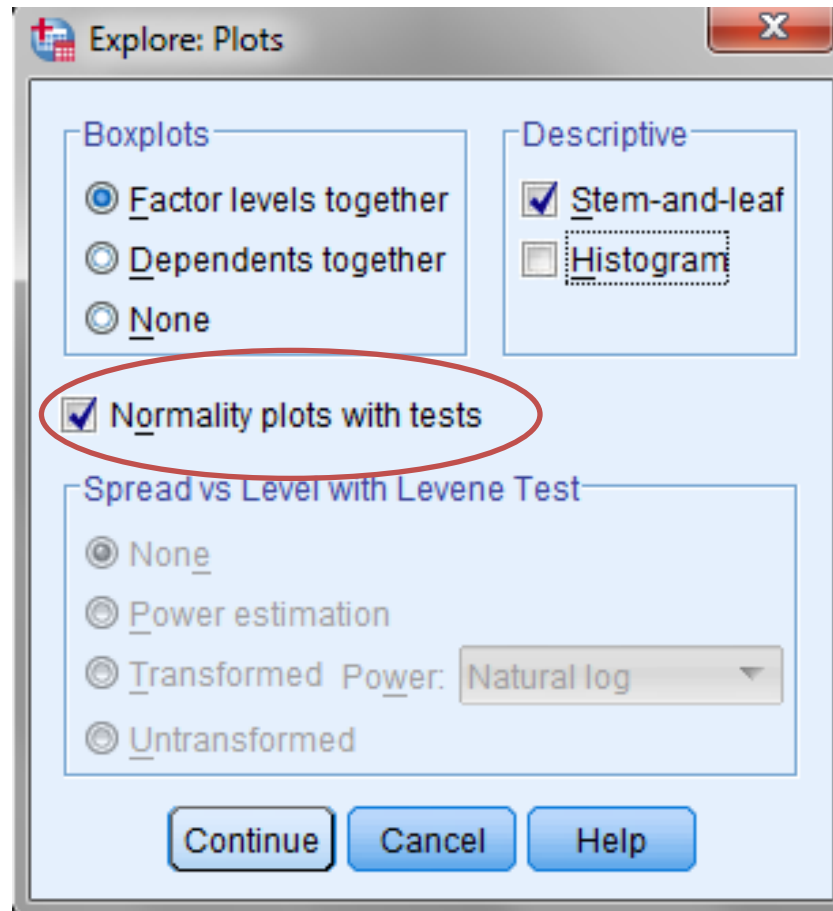 Explore: Plots
Boxplots
Factor levels together
Dependents together
None
Descriptive
Stem-and-leaf
Histogram
Normality plots with tests
Spread vs Level with Levene Test
None
Power estimation
Transformed Power: Natural log
Untransformed
Continue Cancel Help